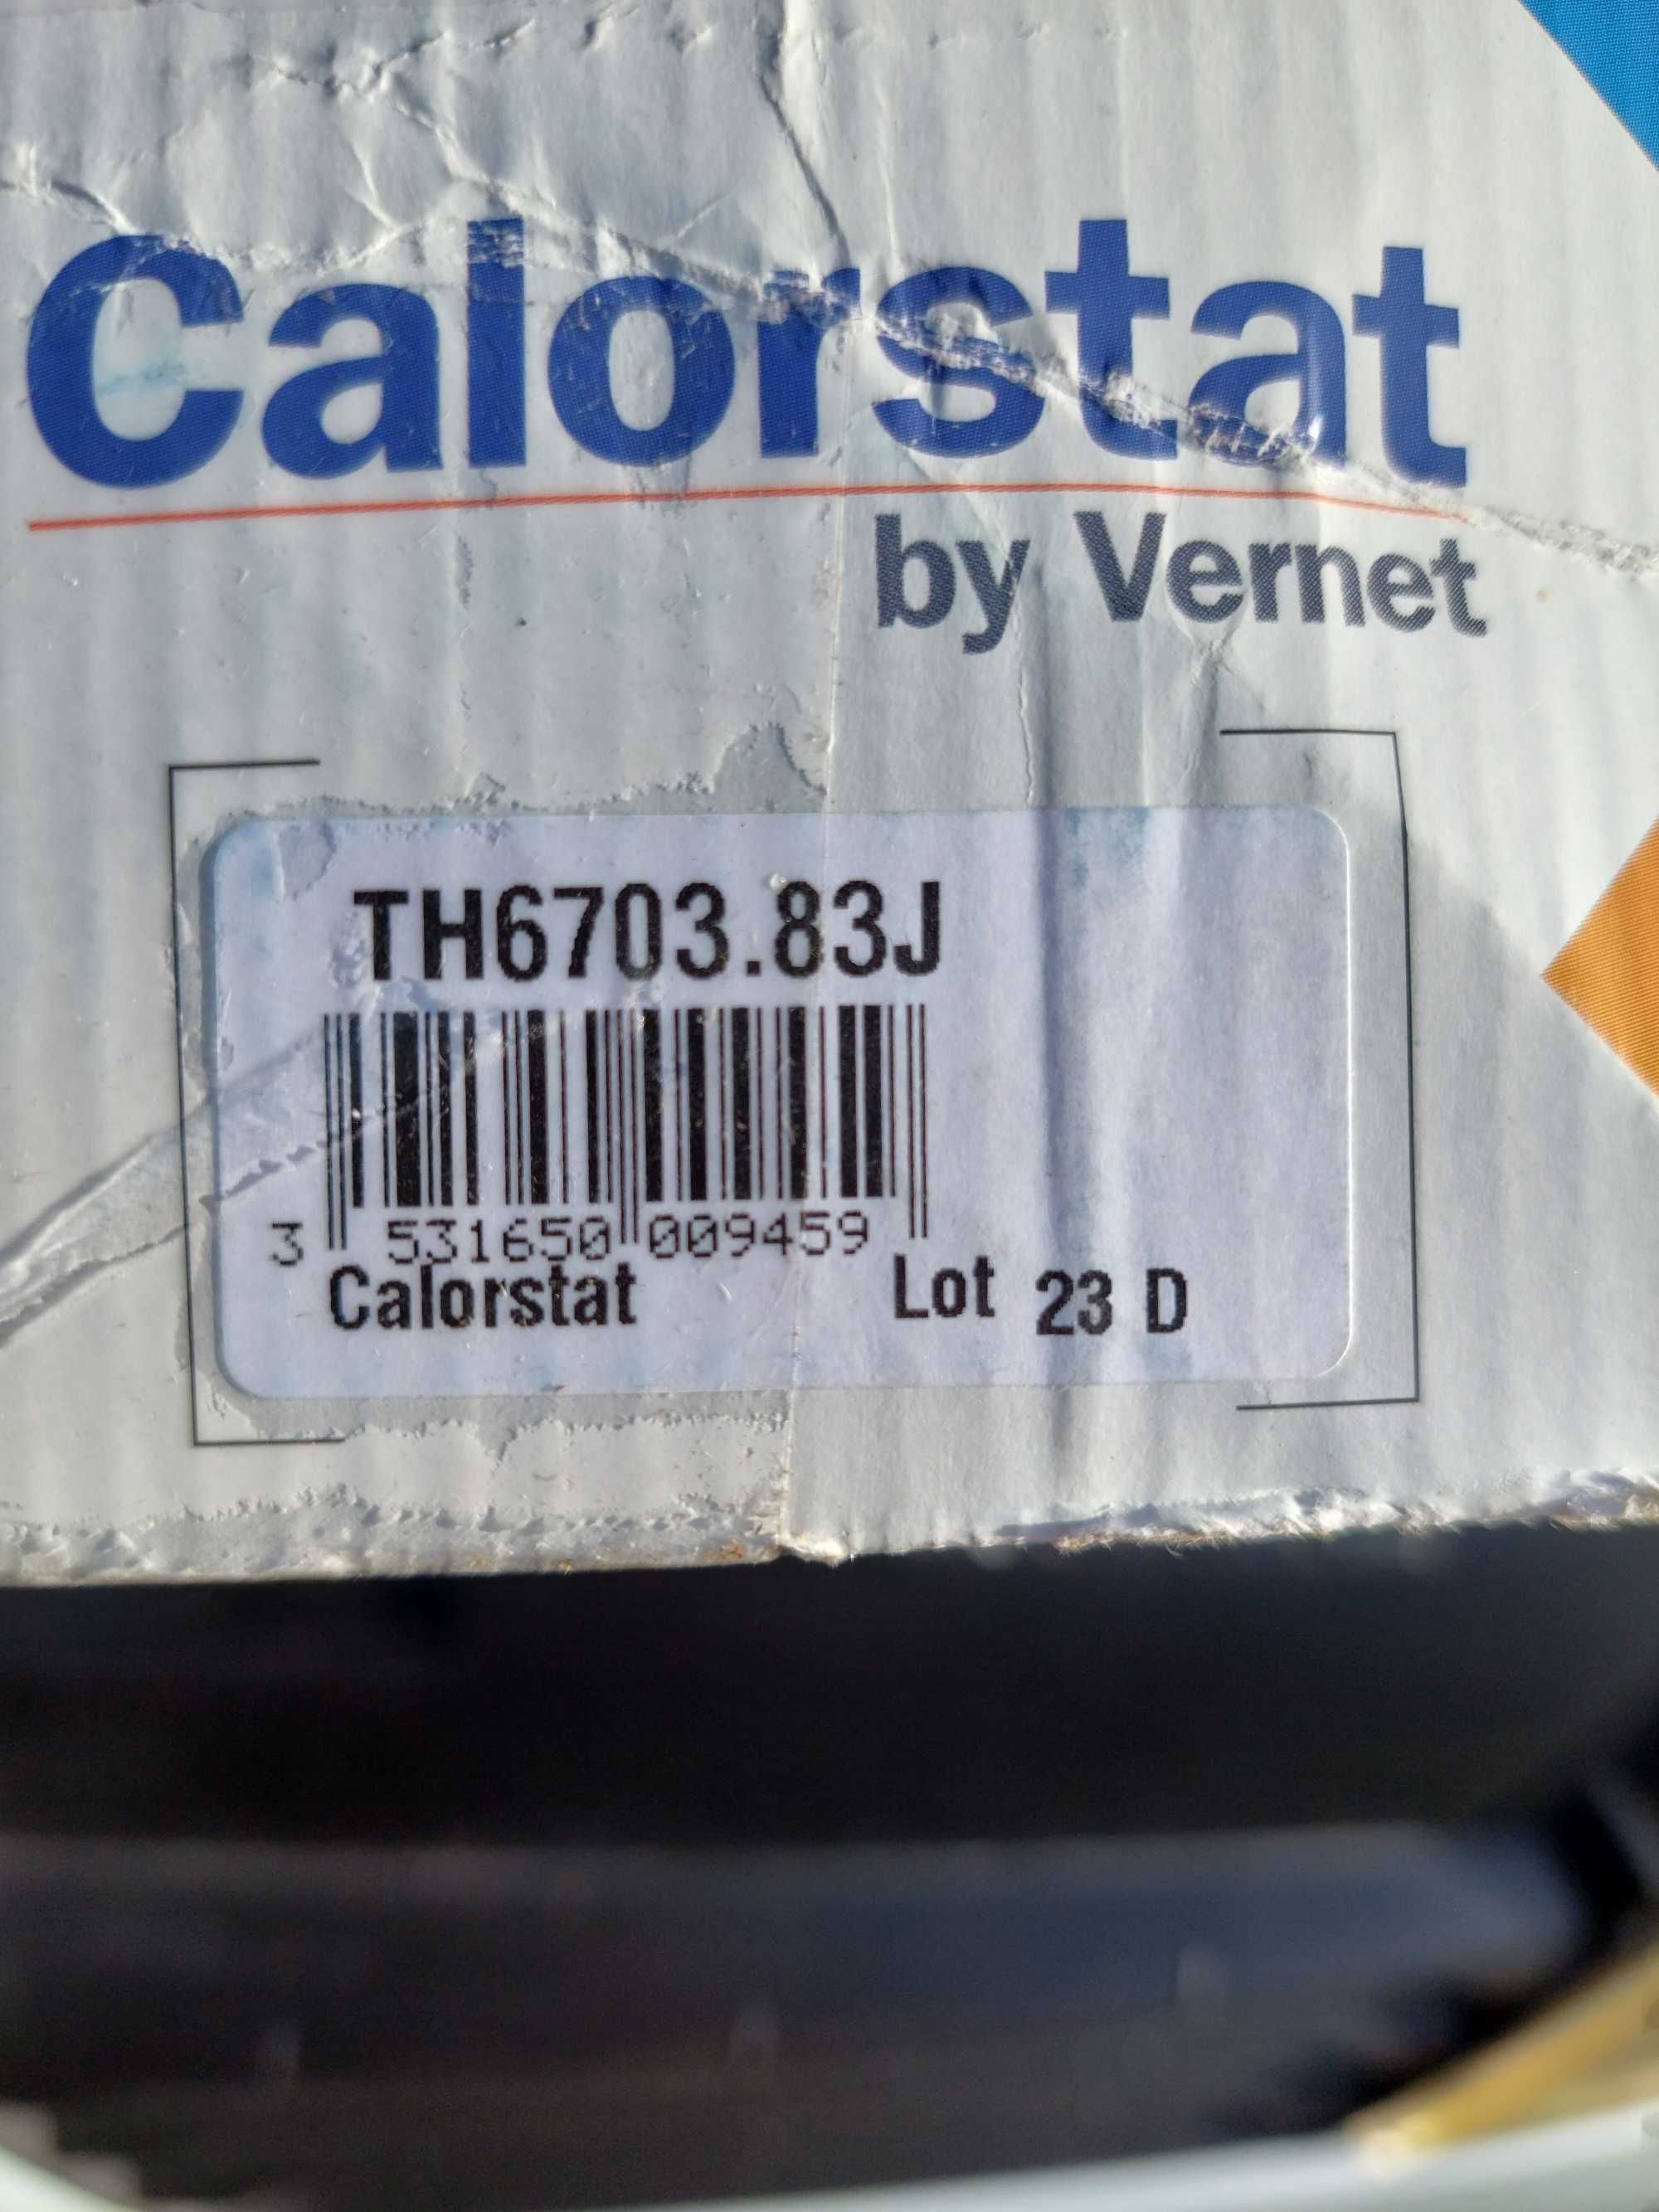 Calorstat
by Vernet
TH6703.83J
3 531650 009459
Calorstat Lot 23 D